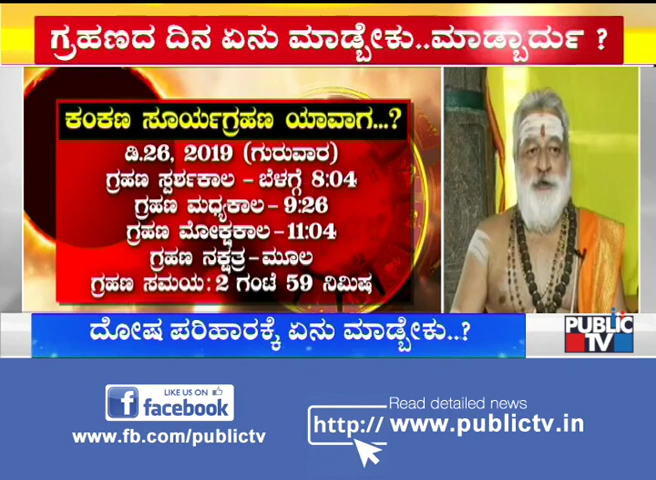 ಗ್ರಹಣದ ದಿನ ಏನು ಮಾಡ್ಬೇಕು..ಮಾಡ್ಬಾರ್ದು ?
ಕಂಕಣ ಸೂರ್ಯಗ್ರಹಣ ಯಾವಾಗ...?
ಡಿ.26, 2019 (ಗುರುವಾರ)
ಗ್ರಹಣ ಸ್ಪರ್ಶಕಾಲ - ಬೆಳಗ್ಗೆ 8:04
ಗ್ರಹಣ ಮಧ್ಯಕಾಲ - 9:26
ಗ್ರಹಣ ಮೋಕ್ಷಕಾಲ - 11:04
ಗ್ರಹಣ ನಕ್ಷತ್ರ - ಮೂಲ
ಗ್ರಹಣ ಸಮಯ: 2 ಗಂಟೆ 59 ನಿಮಿಷ
ದೋಷ ಪರಿಹಾರಕ್ಕೆ ಏನು ಮಾಡ್ಬೇಕು..?
PUBLIC
TV
LIKE US ON
facebook
www.fb.com/publictv
Read detailed news
http:// www.publictv.in